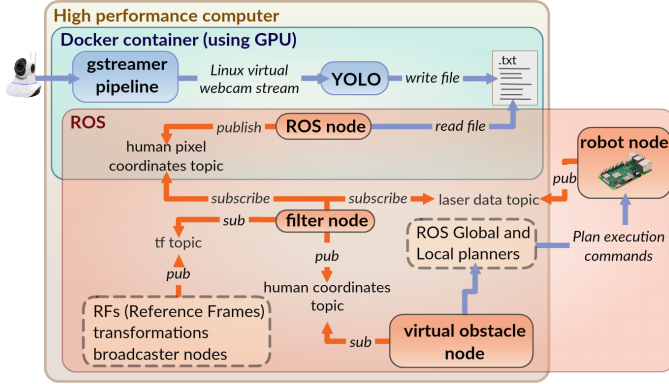 High performance computer
Docker container (using GPU)
gstreamer
pipeline
Linux virtual
webcam stream
YOLO
write file
.txt
ROS
publish
ROS node
read file
human pixel
coordinates topic
robot node
pub
subscribe
subscribe
laser data topic
sub
filter node
tf topic
ROS Global and
Local planners
Plan execution
commands
pub
pub
human coordinates
topic
RFs (Reference Frames)
transformations
broadcaster nodes
sub
virtual obstacle
node